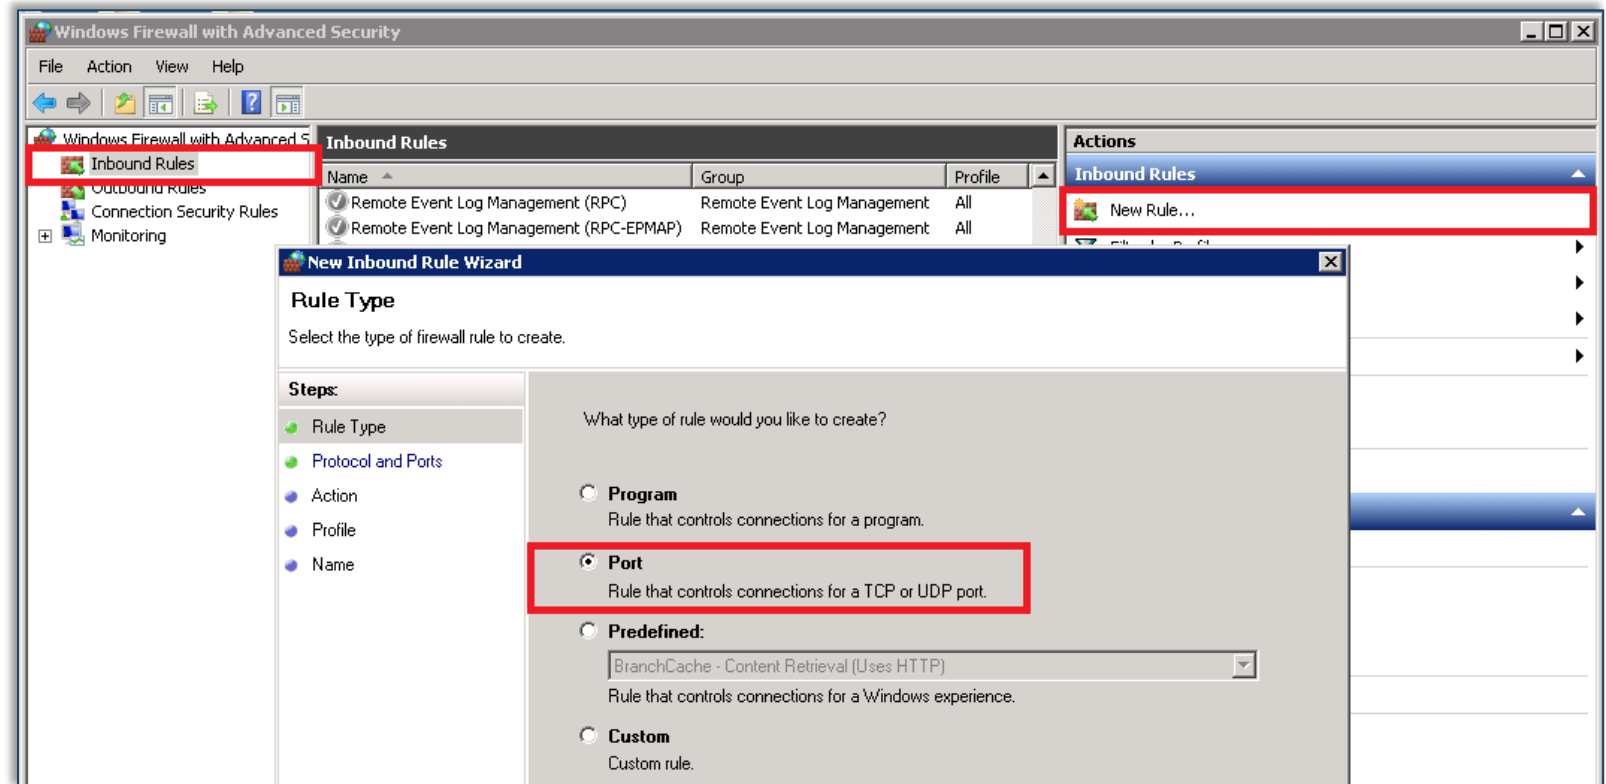 Windows Firewall with Advanced Security
File Action View Help
Windows Firewall with Advanced S
Inbound Rules
Outbound Rules
Connection Security Rules
Monitoring
Inbound Rules
Name Group Profile
Remote Event Log Management (RPC) Remote Event Log Management All
Remote Event Log Management (RPC-EPMAP) Remote Event Log Management All
Actions
Inbound Rules
New Rule...
New Inbound Rule Wizard
Rule Type
Select the type of firewall rule to create.
Steps:
Rule Type
Protocol and Ports
Action
Profile
Name
What type of rule would you like to create?
Program
Rule that controls connections for a program.
Port
Rule that controls connections for a TCP or UDP port.
Predefined:
BranchCache - Content Retrieval (Uses HTTP)
Rule that controls connections for a Windows experience.
Custom
Custom rule.